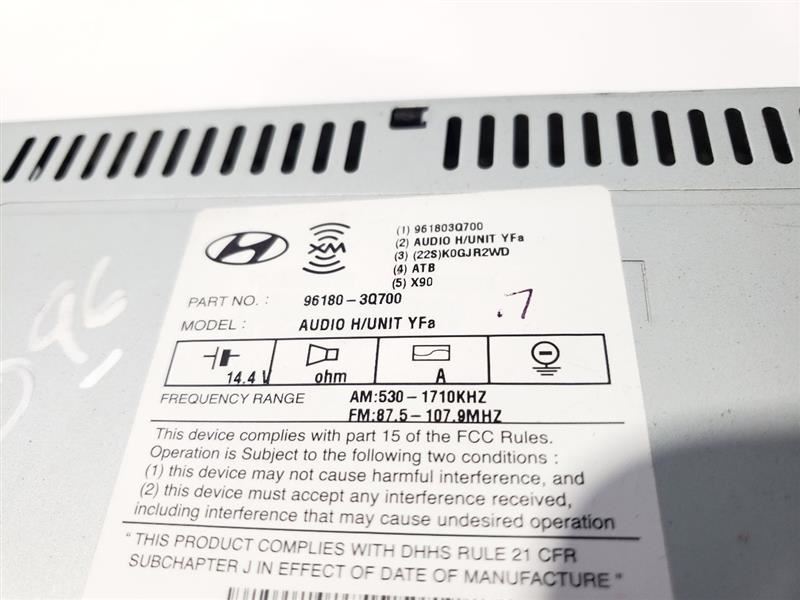 XM
(1) 961803Q700
(2) AUDIO H/UNIT YFa
(3) (22S)K0GJR2WD
(4) ATB
(5) X90
PART NO. : 96180-3Q700
MODEL : AUDIO H/UNIT YFa
.7
96
14.4 V ohm A
FREQUENCY RANGE AM:530-1710KHZ
FM:87.5-107.9MHZ
This device complies with part 15 of the FCC Rules.
Operation is Subject to the following two conditions :
(1) this device may not cause harmful interference, and
(2) this device must accept any interference received,
including interference that may cause undesired operation
" THIS PRODUCT COMPLIES WITH DHHS RULE 21 CFR
SUBCHAPTER J IN EFFECT OF DATE OF MANUFACTURE "